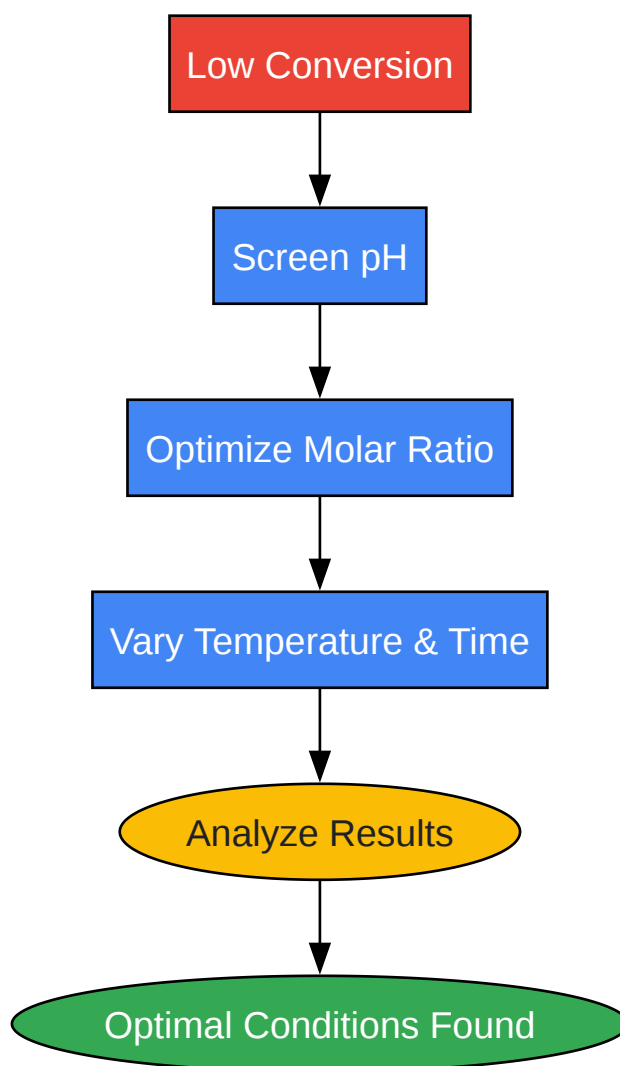 Low Conversion
Screen pH
Optimize Molar Ratio
Vary Temperature & Time
Analyze Results
Optimal Conditions Found